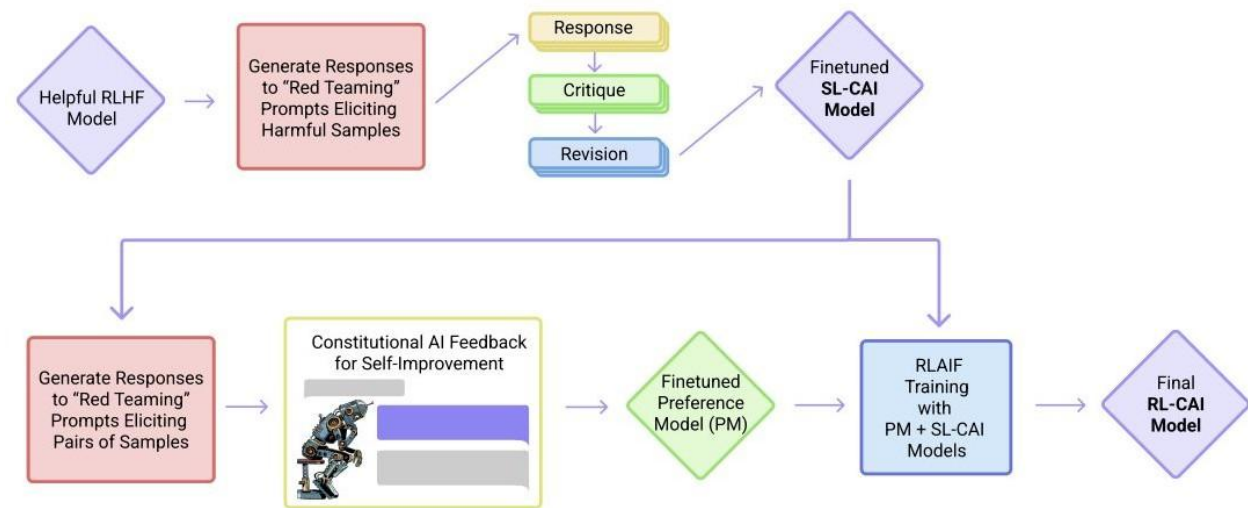 Helpful RLHF
Model
Generate Responses
to “Red Teaming”
Prompts Eliciting
Harmful Samples
Response
Critique
Revision
Finetuned
SL-CAI
Model
Generate Responses
to “Red Teaming”
Prompts Eliciting
Pairs of Samples
Constitutional AI Feedback
for Self-Improvement
Finetuned
Preference
Model (PM)
RLAIF
Training
with
PM + SL-CAI
Models
Final
RL-CAI
Model